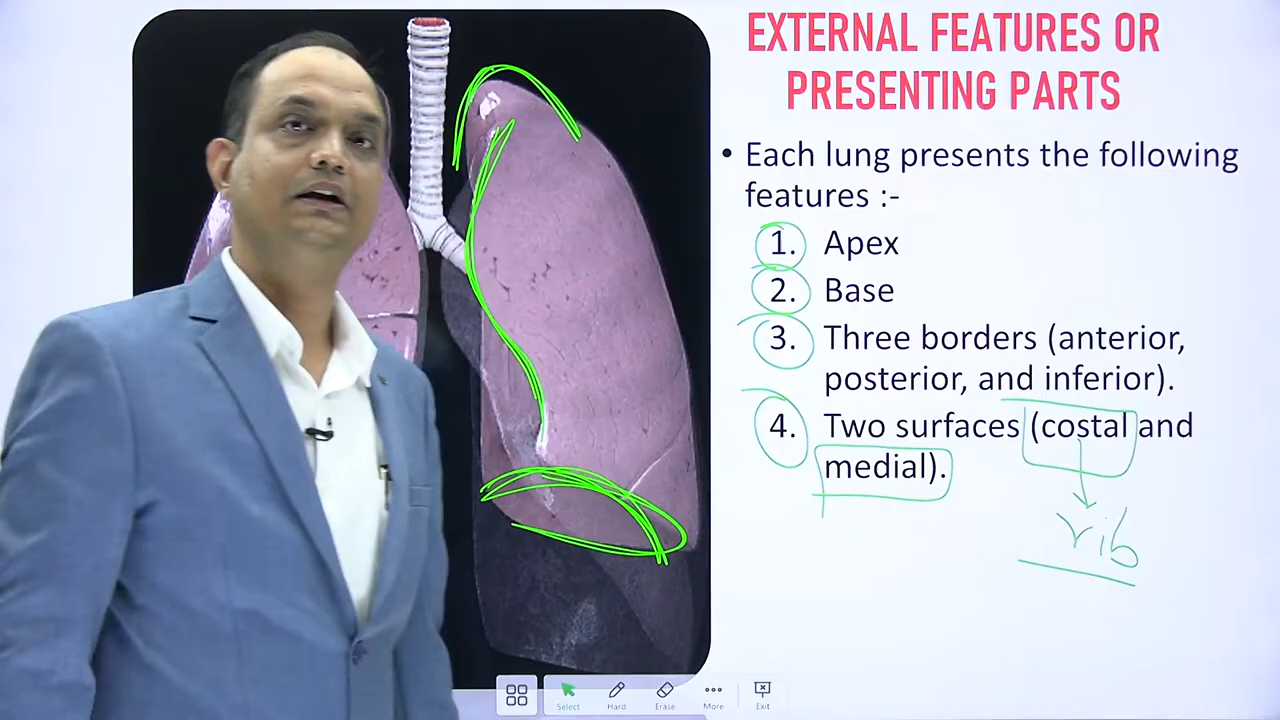 EXTERNAL FEATURES OR
PRESENTING PARTS
• Each lung presents the following
features :-
1. Apex
2. Base
3. Three borders (anterior,
posterior, and inferior).
4. Two surfaces (costal and
medial).
rib
Select Hard Erase More Exit